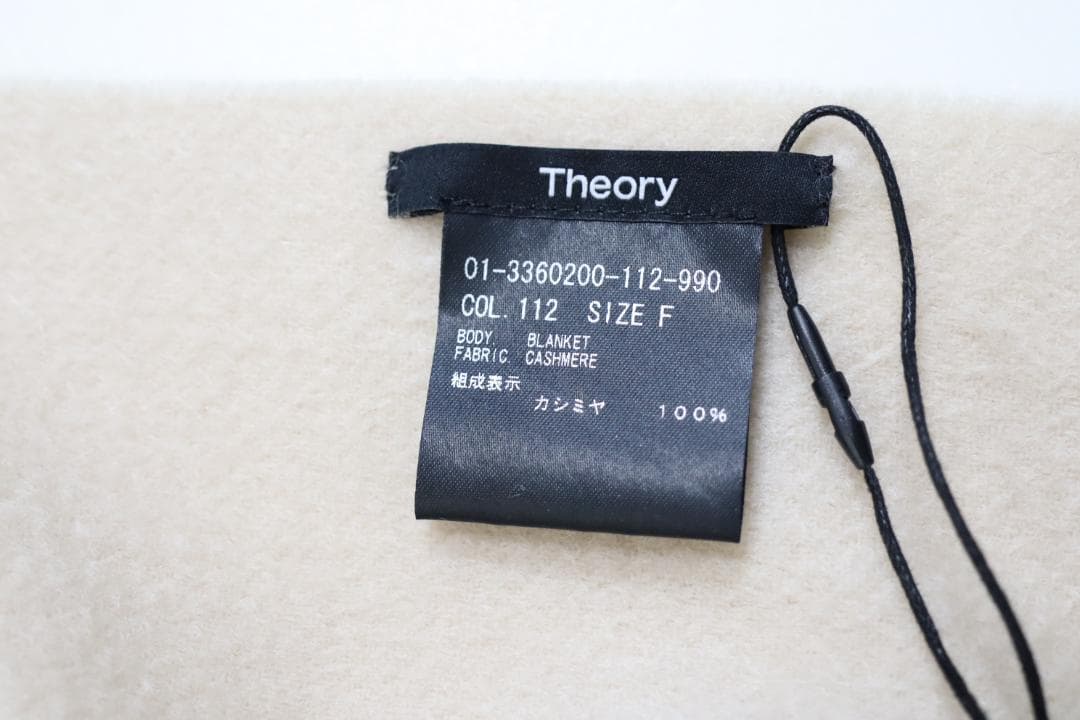 Theory
01-3360200-112-990
COL. 112 SIZE F
BODY. BLANKET
FABRIC. CASHMERE
組成表示
カシミヤ 100%